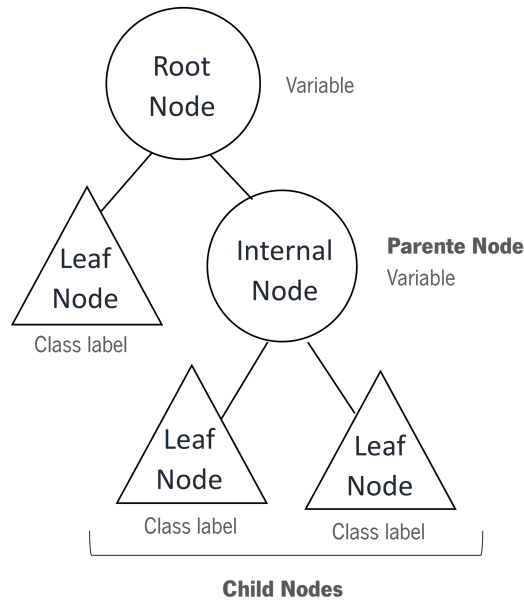 Root
Node
Variable
Leaf
Node
Class label
Internal
Node
Parente Node
Variable
Leaf
Node
Class label
Leaf
Node
Class label
Child Nodes